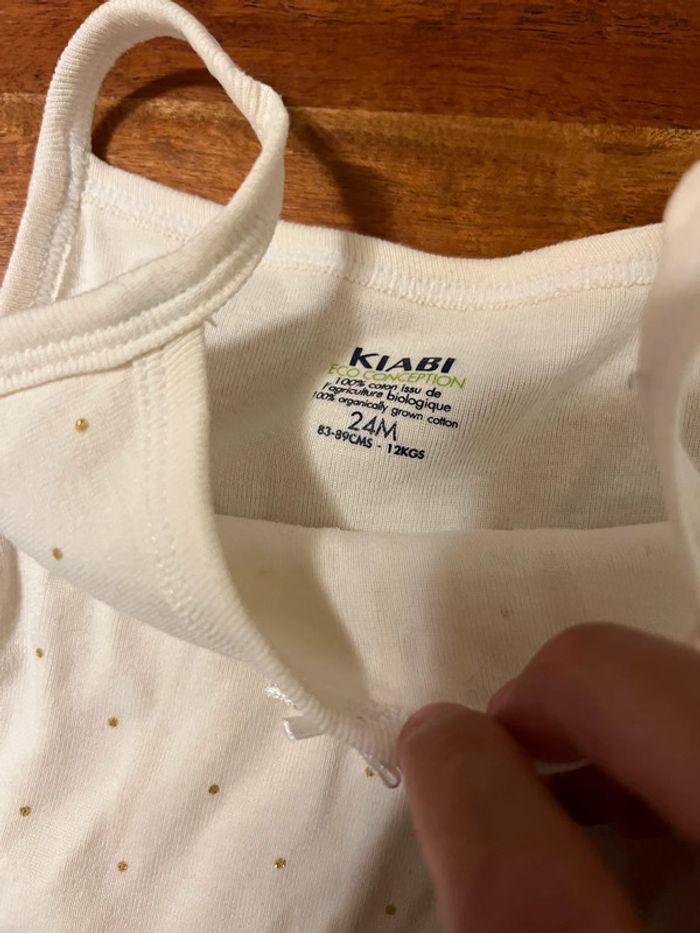 KIABI
ECO CONCEPTION
100% coton issu de
l'agriculture biologique
100% organically grown cotton
24M
83-89CMS - 12KGS